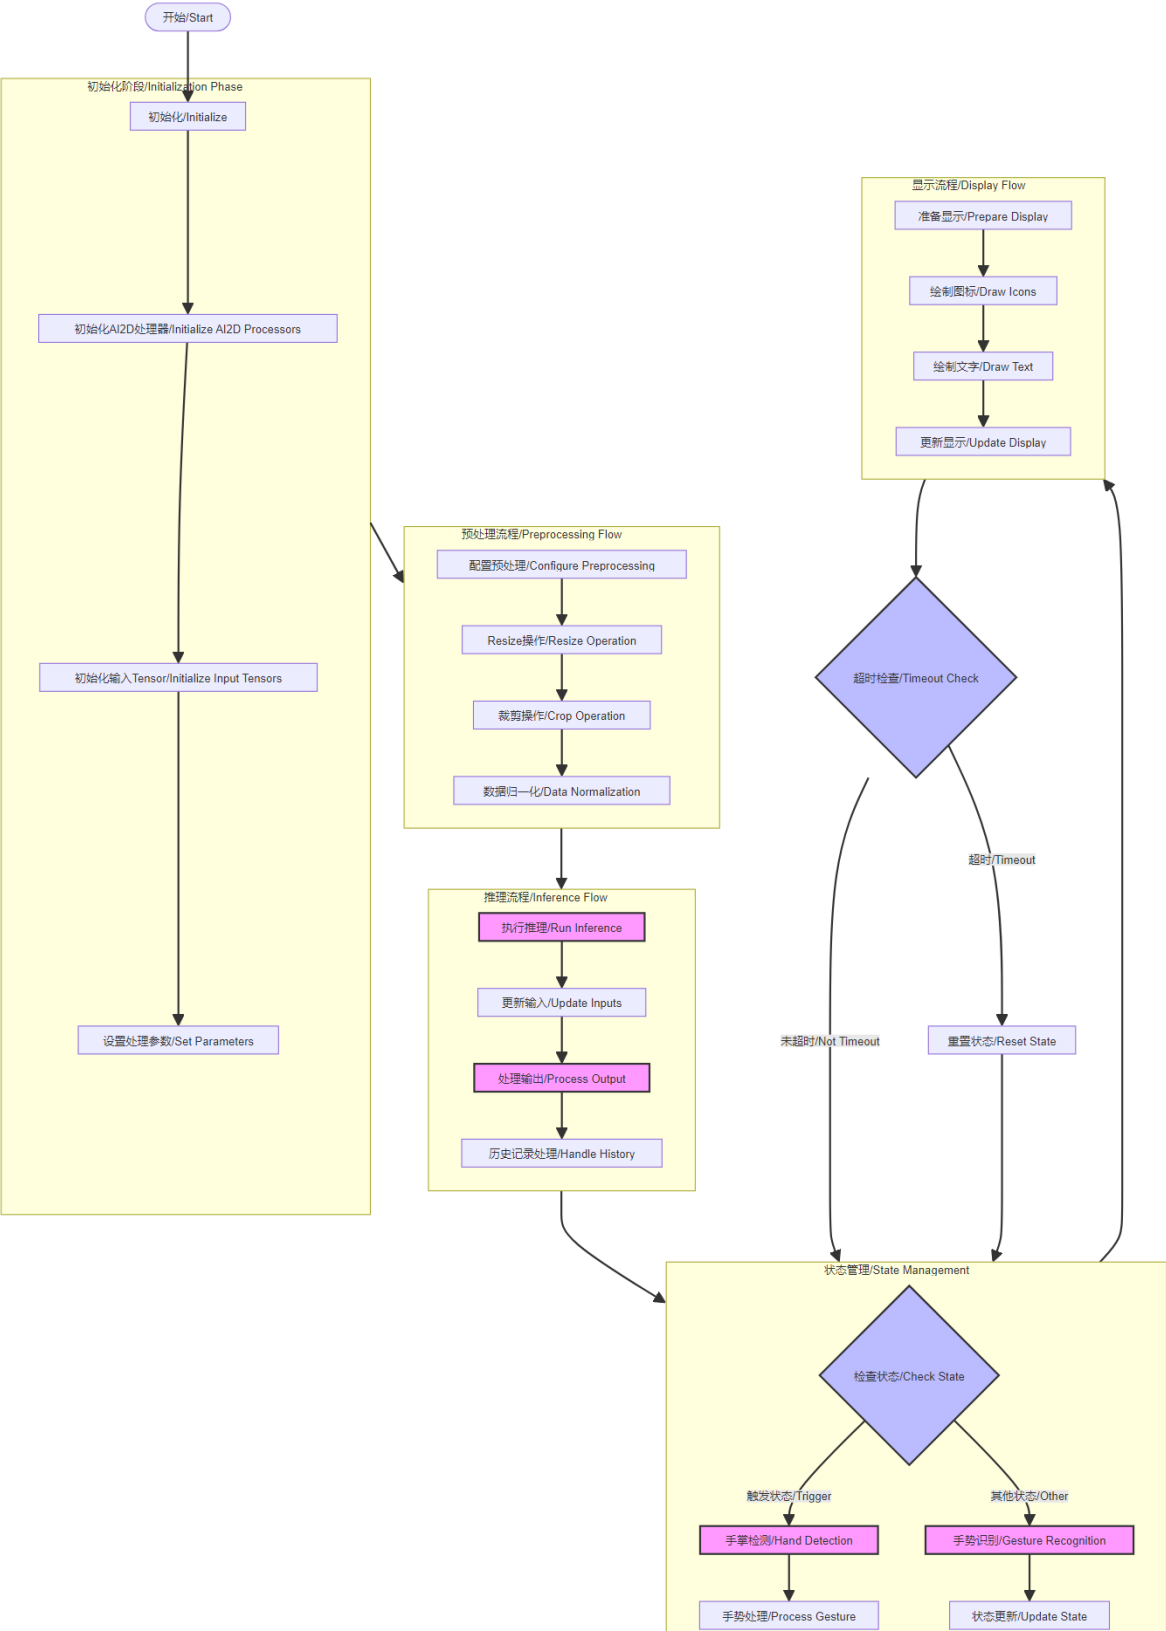 开始/Start
初始化阶段/Initialization Phase
初始化/Initialize
初始化AI2D处理器/Initialize AI2D Processors
初始化输入Tensor/Initialize Input Tensors
设置处理参数/Set Parameters
预处理流程/Preprocessing Flow
配置预处理/Configure Preprocessing
Resize操作/Resize Operation
裁剪操作/Crop Operation
数据归一化/Data Normalization
推理流程/Inference Flow
执行推理/Run Inference
更新输入/Update Inputs
处理输出/Process Output
历史记录处理/Handle History
显示流程/Display Flow
准备显示/Prepare Display
绘制图标/Draw Icons
绘制文字/Draw Text
更新显示/Update Display
超时检查/Timeout Check
超时/Timeout
未超时/Not Timeout
重置状态/Reset State
状态管理/State Management
检查状态/Check State
触发状态/Trigger
其他状态/Other
手掌检测/Hand Detection
手势识别/Gesture Recognition
手势处理/Process Gesture
状态更新/Update State